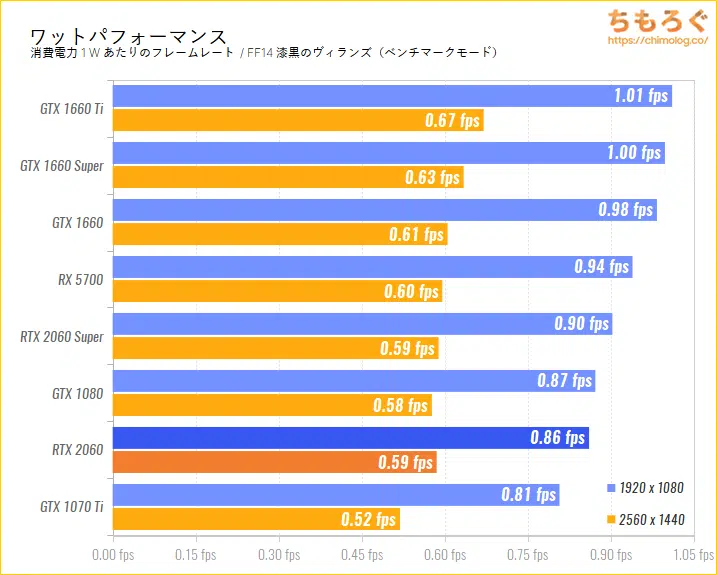 ちもろぐ
https://chimolog.co/
ワットパフォーマンス
消費電力1Wあたりのフレームレート / FF14 漆黒のヴィランズ（ベンチマークモード）
GTX 1660 Ti
1.01 fps
0.67 fps
GTX 1660 Super
1.00 fps
0.63 fps
GTX 1660
0.98 fps
0.61 fps
RX 5700
0.94 fps
0.60 fps
RTX 2060 Super
0.90 fps
0.59 fps
GTX 1080
0.87 fps
0.58 fps
RTX 2060
0.86 fps
0.59 fps
GTX 1070 Ti
0.81 fps
0.52 fps
1920 x 1080
2560 x 1440
0.00 fps 0.15 fps 0.30 fps 0.45 fps 0.60 fps 0.75 fps 0.90 fps 1.05 fps